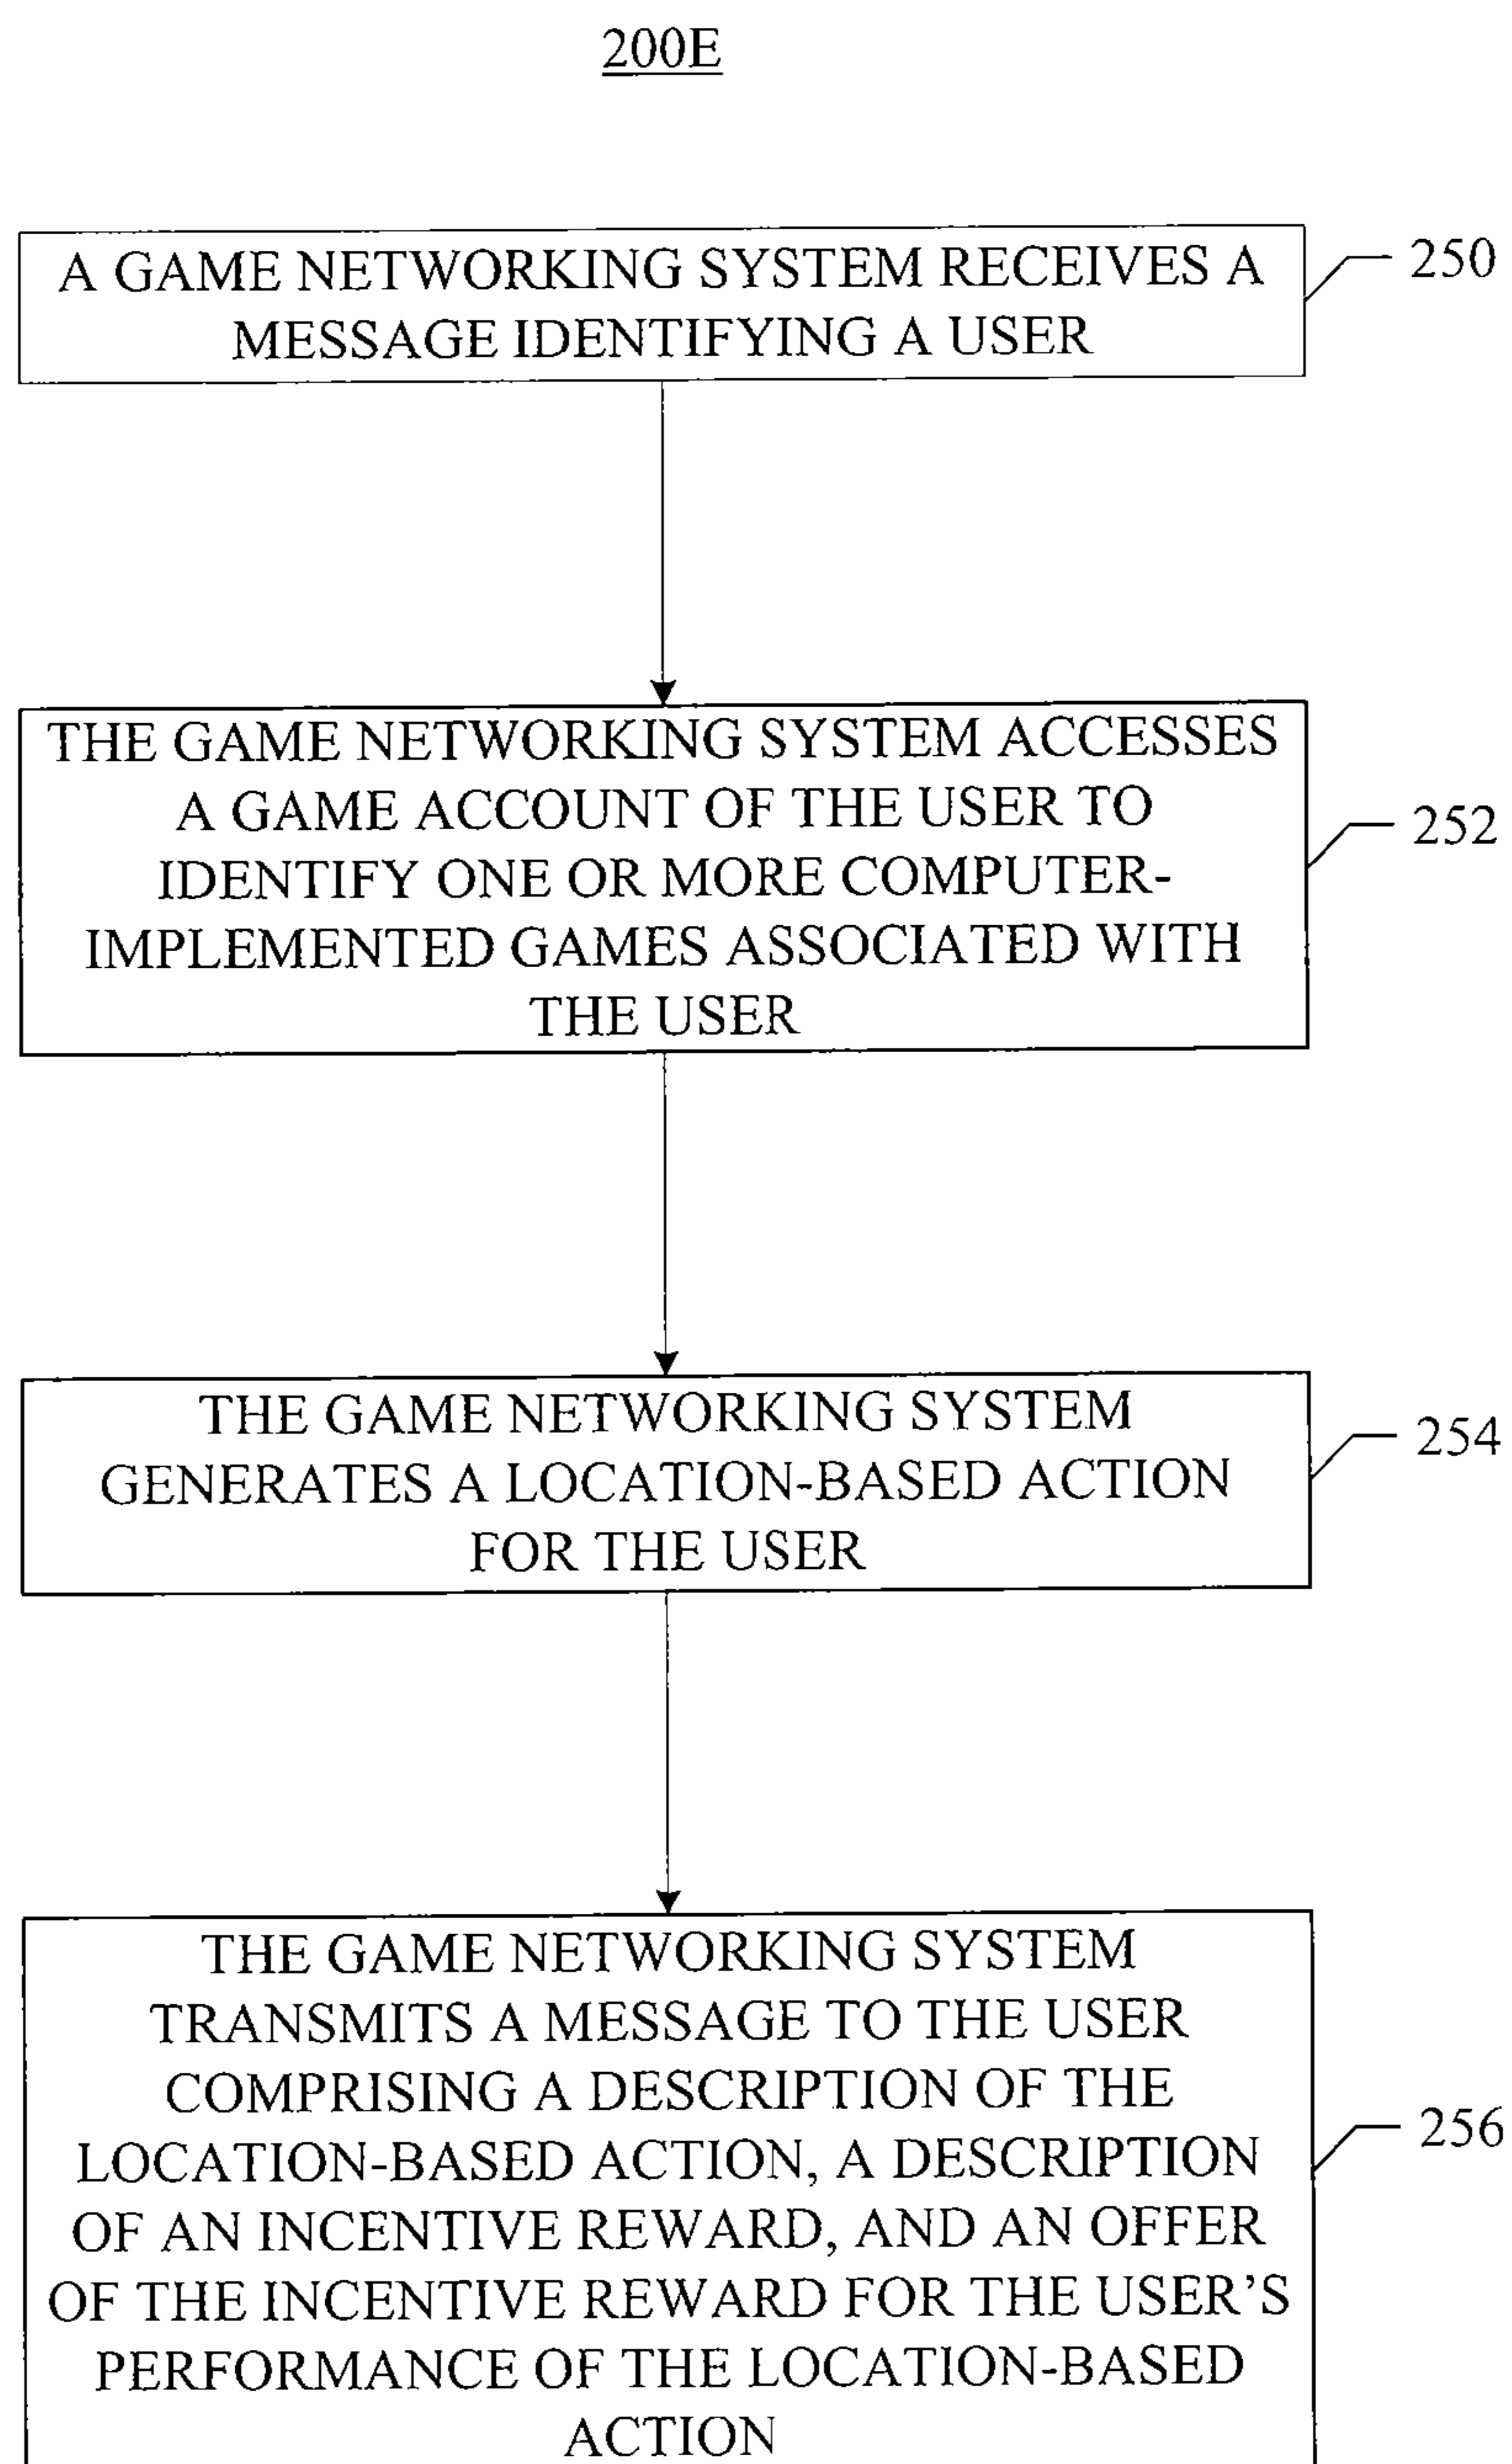 200E
A GAME NETWORKING SYSTEM RECEIVES A
MESSAGE IDENTIFYING A USER
250
THE GAME NETWORKING SYSTEM ACCESSES
A GAME ACCOUNT OF THE USER TO
IDENTIFY ONE OR MORE COMPUTER-
IMPLEMENTED GAMES ASSOCIATED WITH
THE USER
252
THE GAME NETWORKING SYSTEM
GENERATES A LOCATION-BASED ACTION
FOR THE USER
254
THE GAME NETWORKING SYSTEM
TRANSMITS A MESSAGE TO THE USER
COMPRISING A DESCRIPTION OF THE
LOCATION-BASED ACTION, A DESCRIPTION
OF AN INCENTIVE REWARD, AND AN OFFER
OF THE INCENTIVE REWARD FOR THE USER’S
PERFORMANCE OF THE LOCATION-BASED
ACTION
256